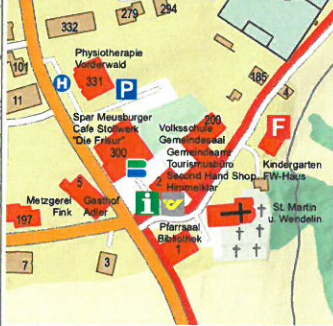 294
279
332
Physiotherapie
Vorderwald
331
P
H
101
11
185
4
Spar Meusburger
Cafe Stollwerk
"Die Frisur"
300
200
Volksschule
Gemeindesaal
Gemeindeamt
Tourismusbüro
Second Hand Shop
Himmelklar
F
Kindergarten
FW-Haus
5
2
Metzgerei
Fink
Gasthof
Adler
i
197
St. Martin
u. Wendelin
Pfarrsaal
Bibliothek
1
7
3